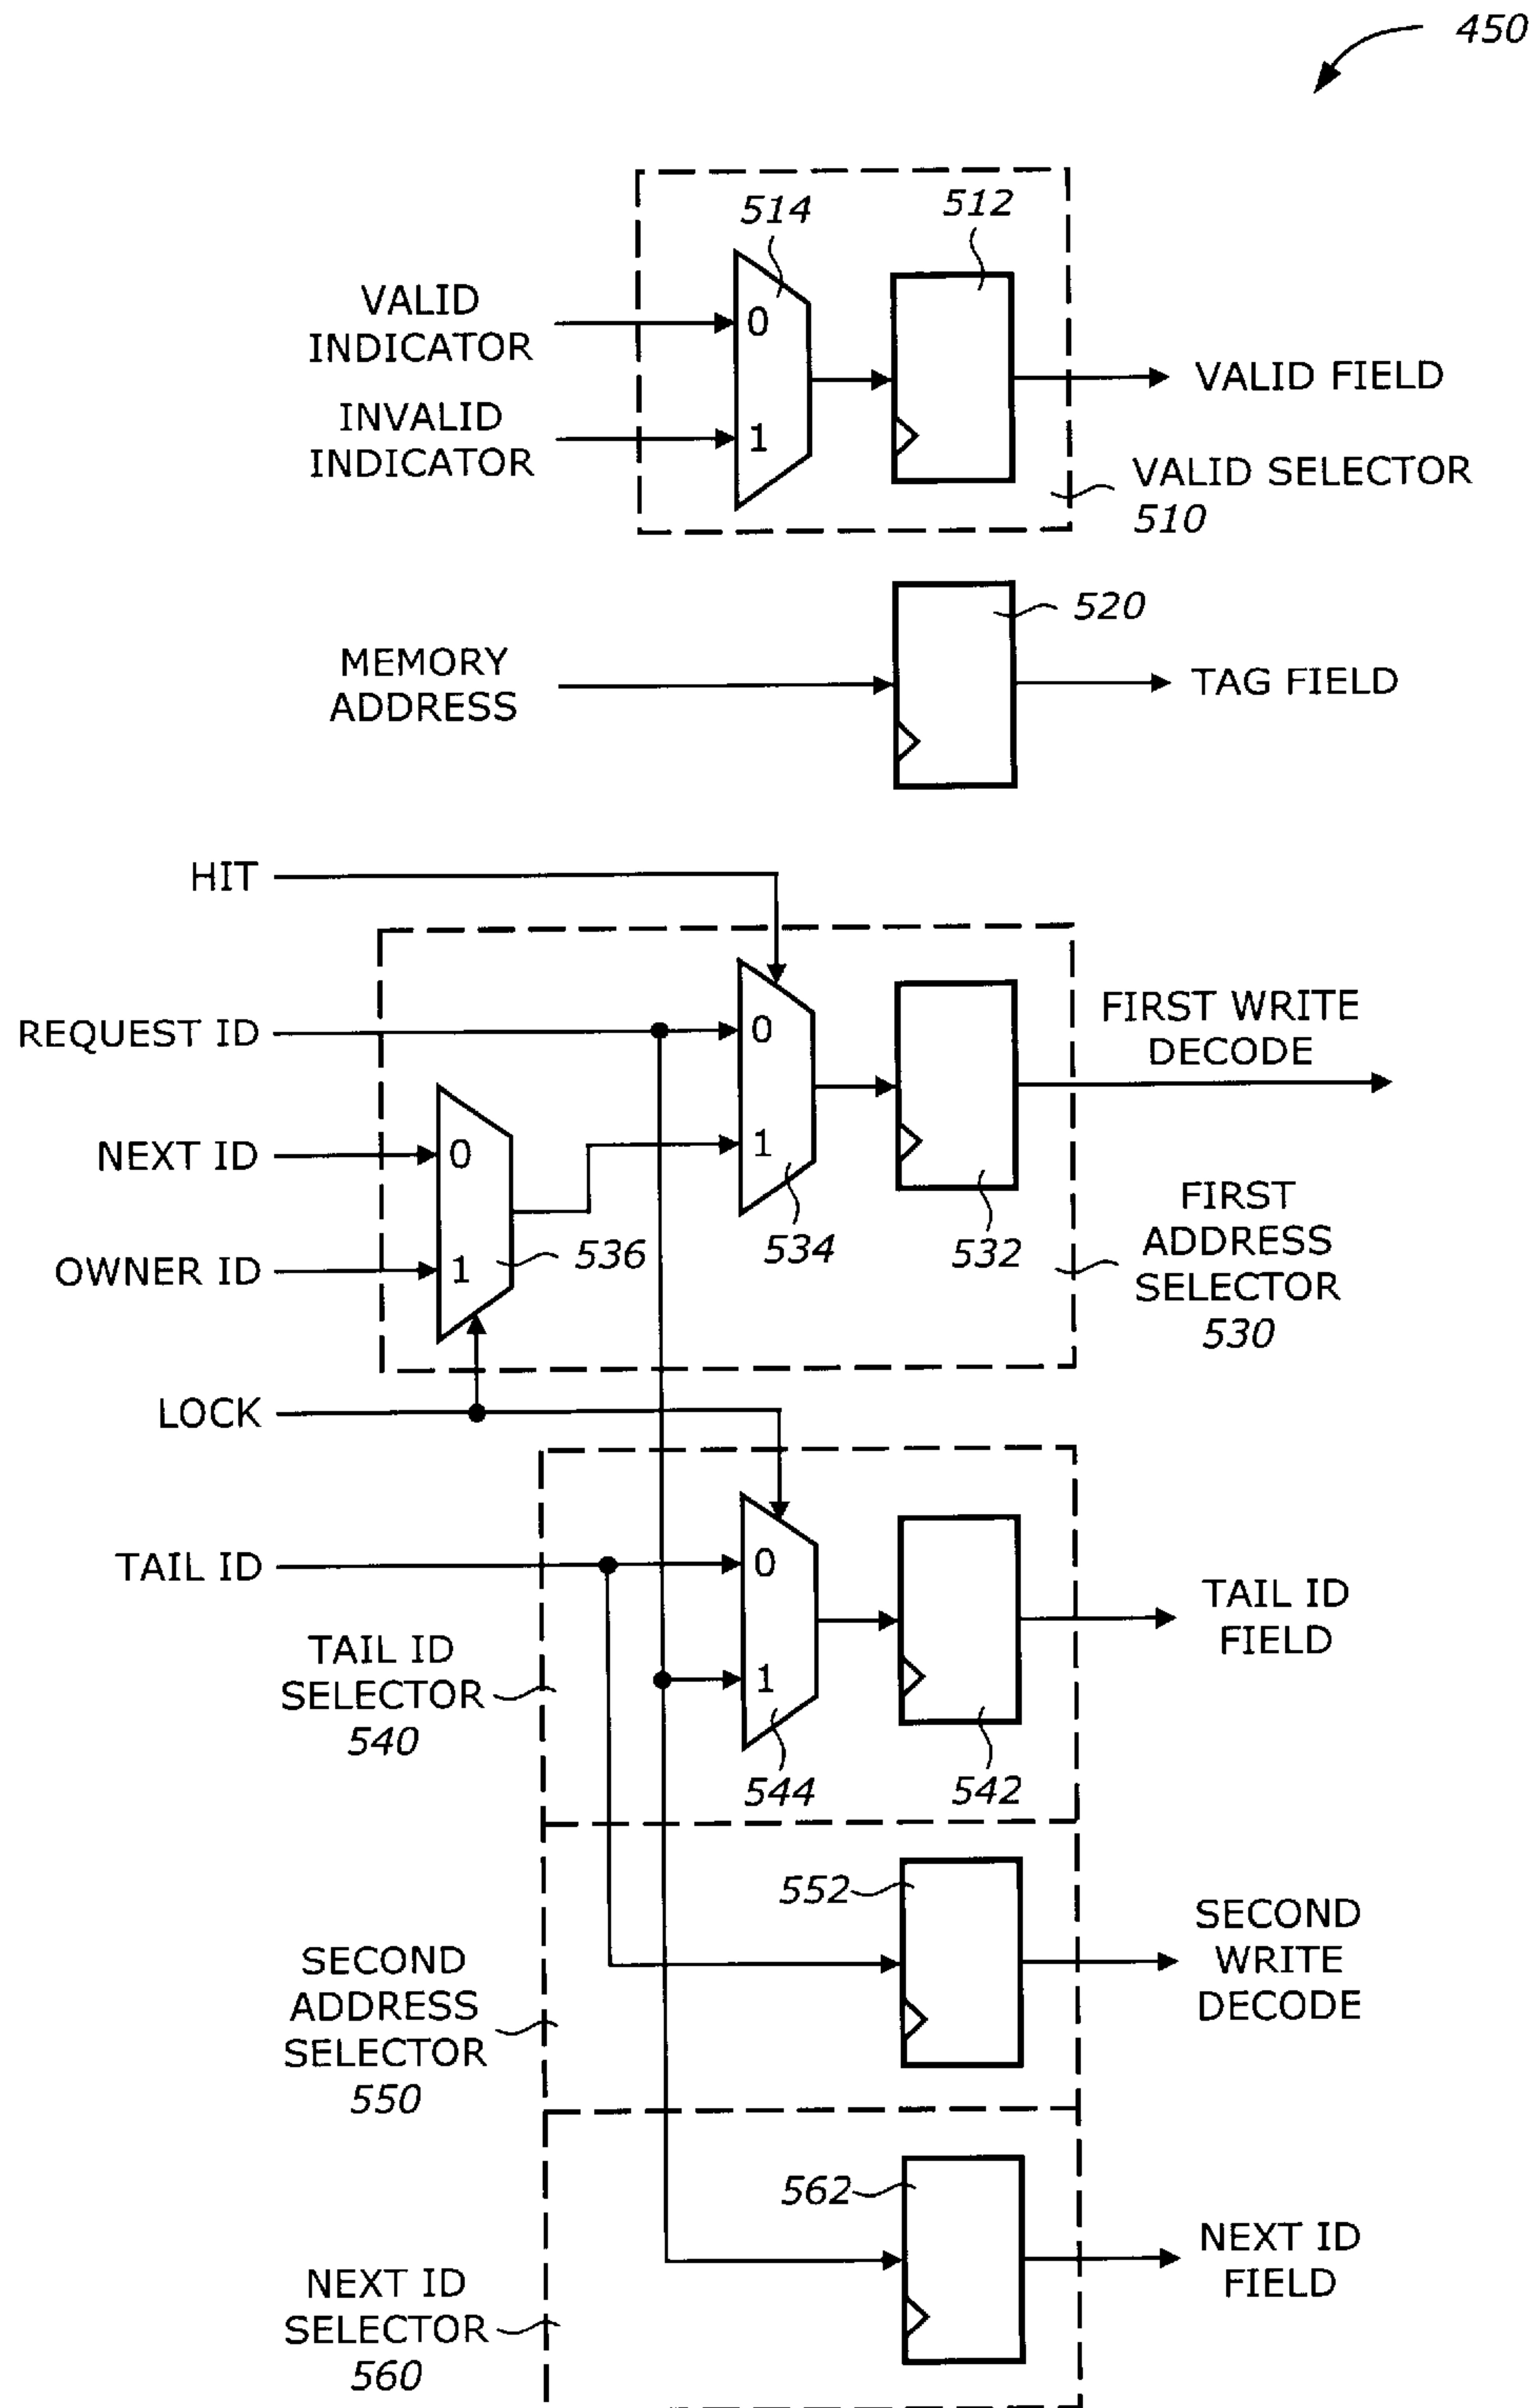 450
514
512
VALID
INDICATOR
0
VALID FIELD
INVALID
INDICATOR
1
VALID SELECTOR
510
520
MEMORY
ADDRESS
TAG FIELD
HIT
REQUEST ID
0
FIRST WRITE
DECODE
NEXT ID
0
1
OWNER ID
1
536
534
532
FIRST
ADDRESS
SELECTOR
530
LOCK
TAIL ID
0
TAIL ID
FIELD
TAIL ID
SELECTOR
540
1
544
542
552
SECOND
WRITE
DECODE
SECOND
ADDRESS
SELECTOR
550
562
NEXT ID
FIELD
NEXT ID
SELECTOR
560